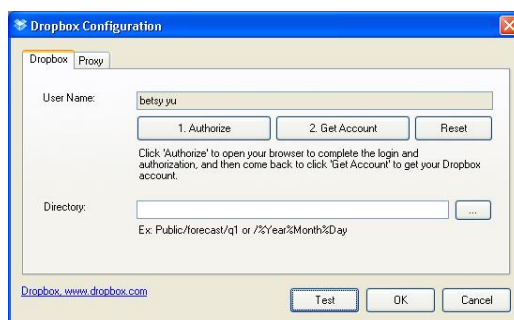 Dropbox Configuration
Dropbox Proxy
User Name: betsy yu
1. Authorize 2. Get Account Reset
Click 'Authorize' to open your browser to complete the login and
authorization, and then come back to click 'Get Account' to get your Dropbox
account.
Directory: ...
Ex: Public/forecast/q1 or /%Year%Month%Day
Dropbox, www.dropbox.com
Test OK Cancel